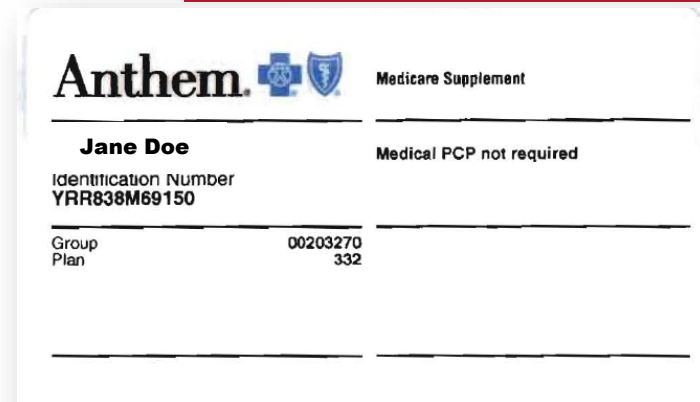 Anthem.
Medicare Supplement
Jane Doe
Medical PCP not required
Identification Number
YRR838M69150
Group 00203270
Plan 332